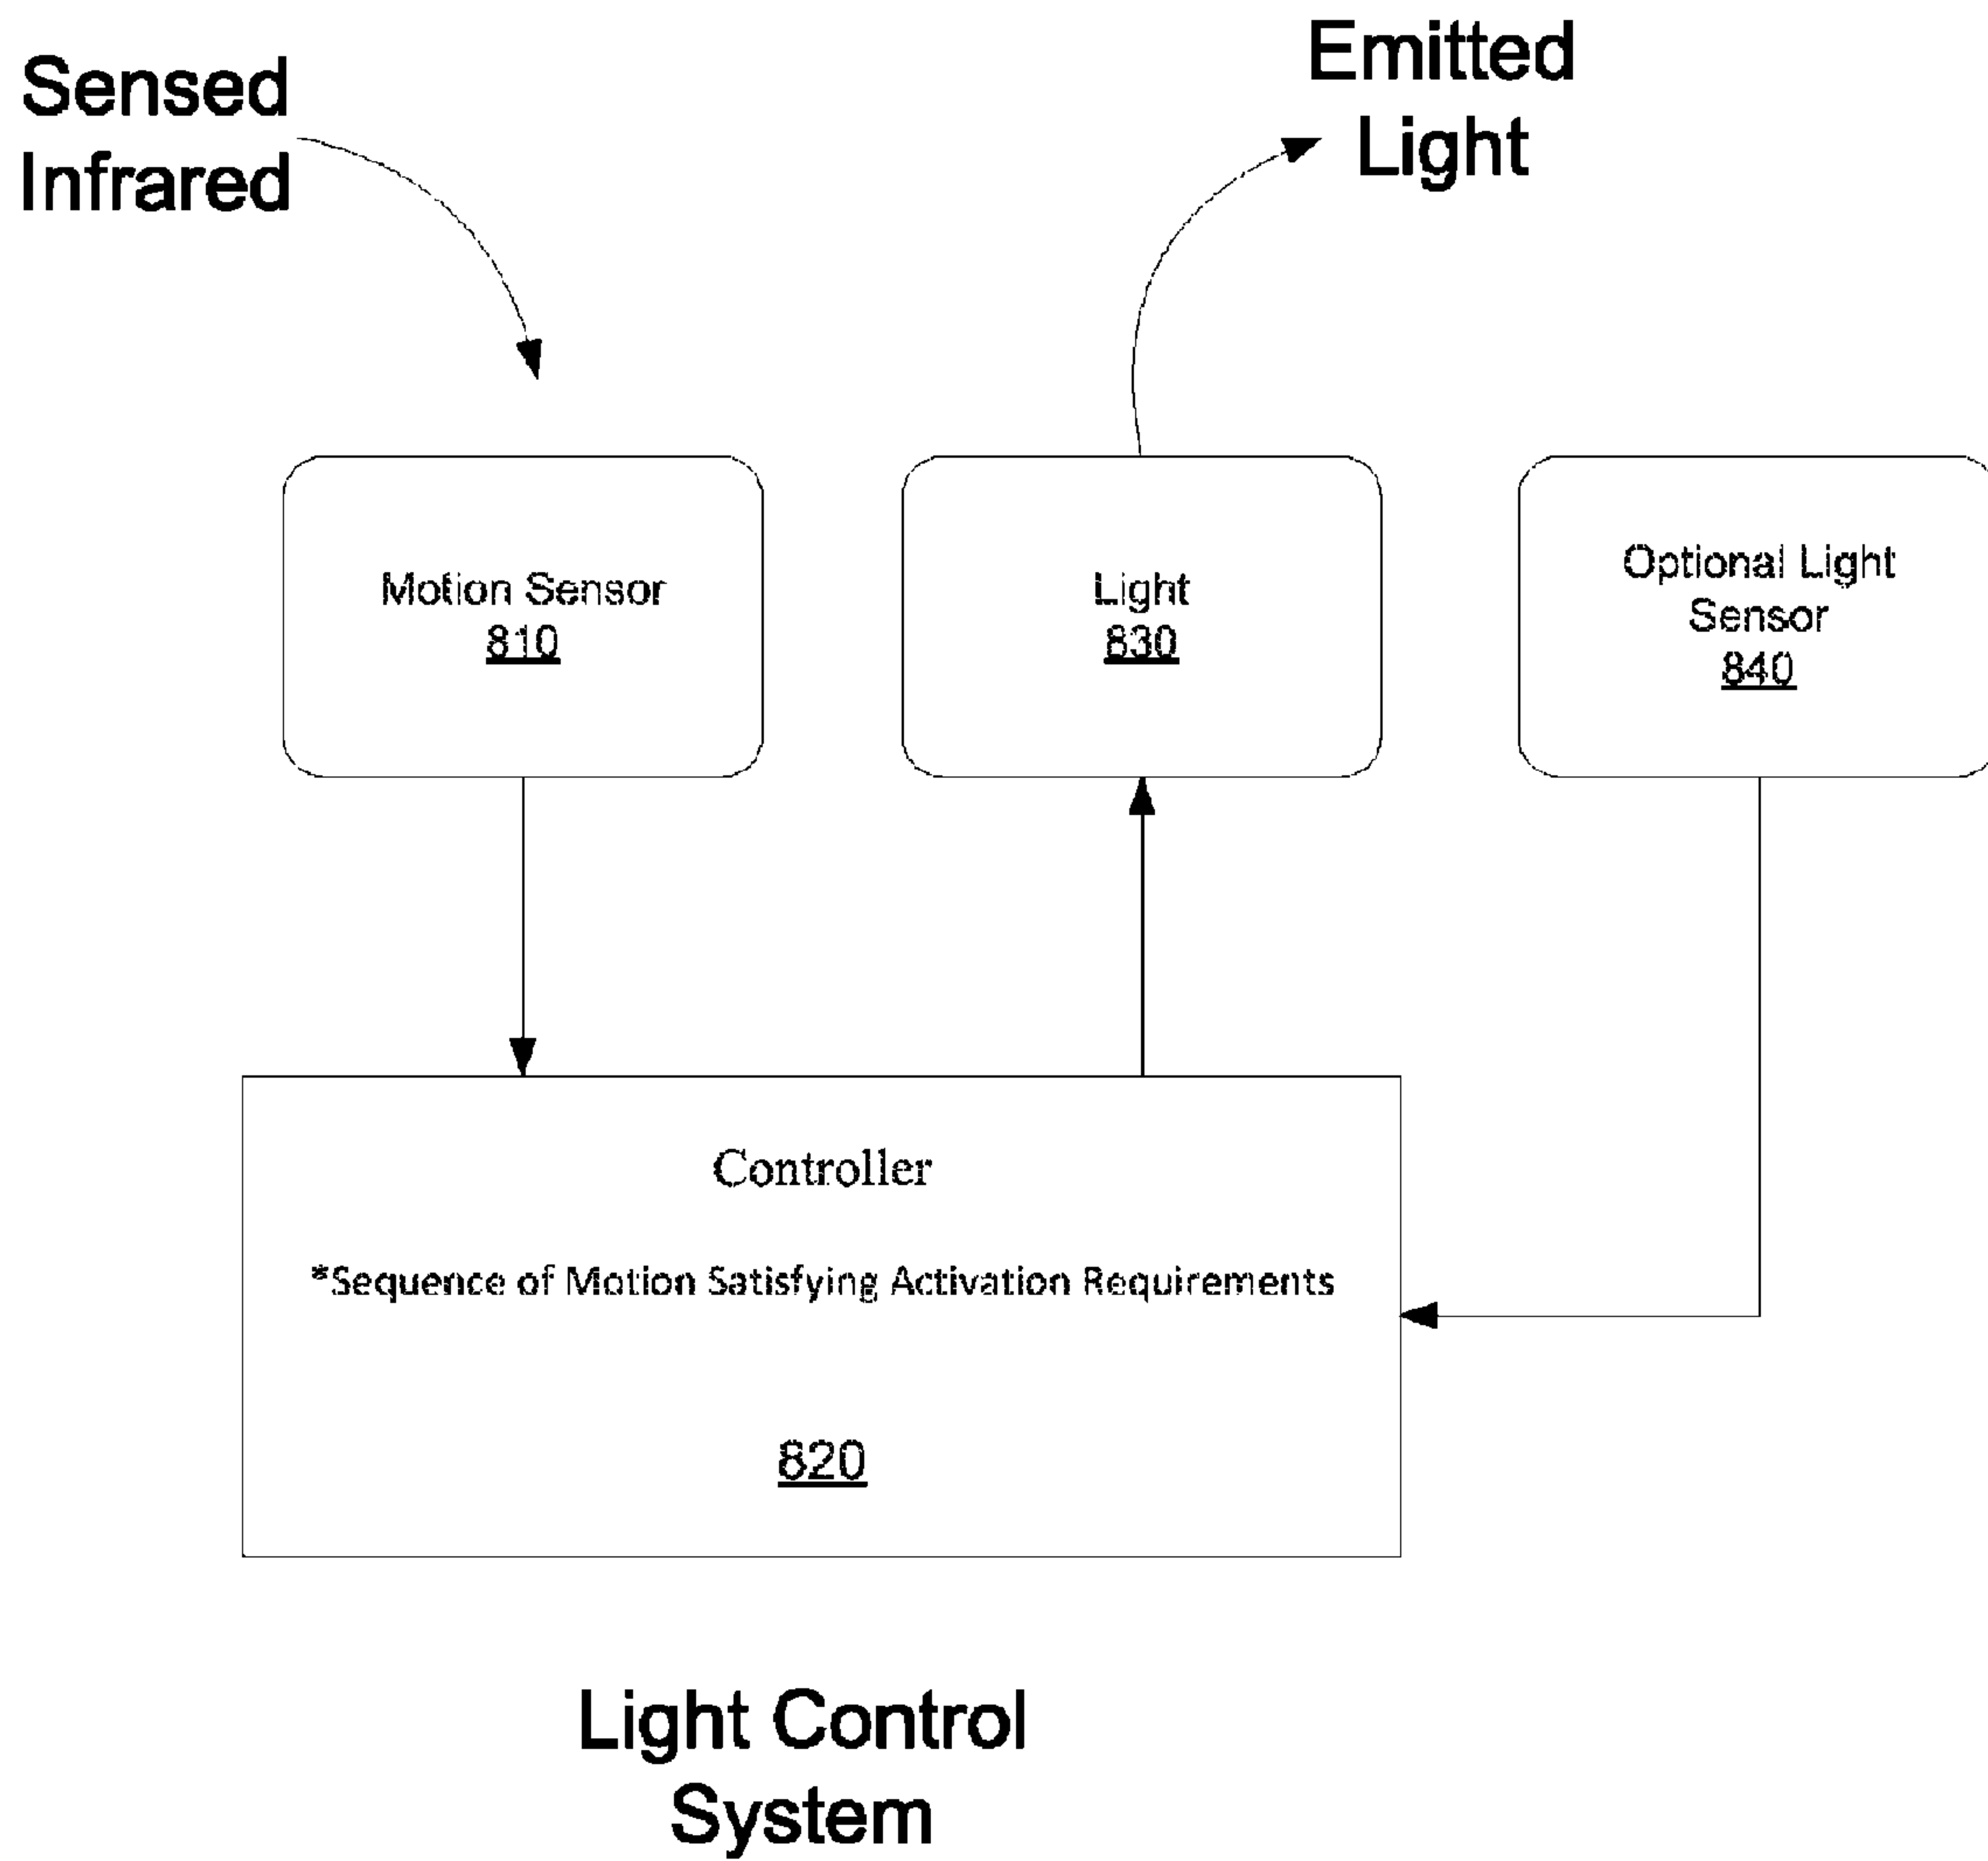 Sensed
Infrared
Emitted
Light
Motion Sensor
810
Light
830
Optional Light
Sensor
840
Controller
*Sequence of Motion Satisfying Activation Requirements
820
Light Control
System